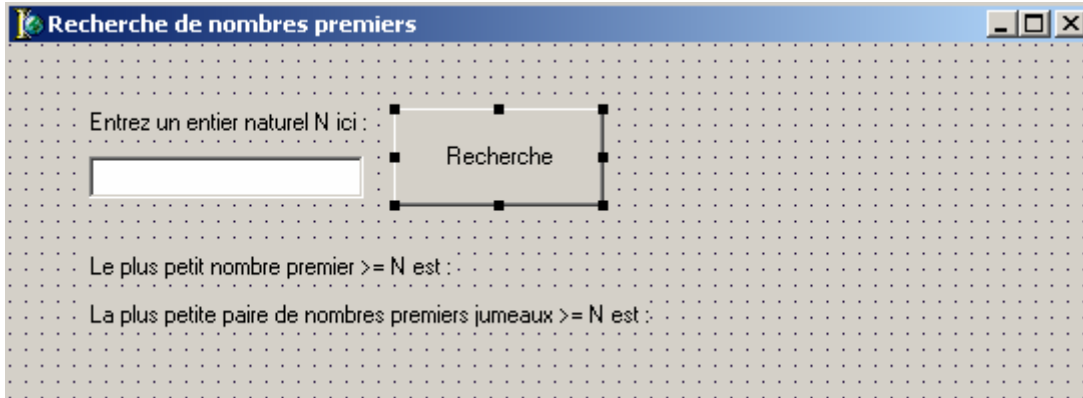 Recherche de nombres premiers
Entrez un entier naturel N ici :
Recherche
Le plus petit nombre premier >= N est :
La plus petite paire de nombres premiers jumeaux >= N est :